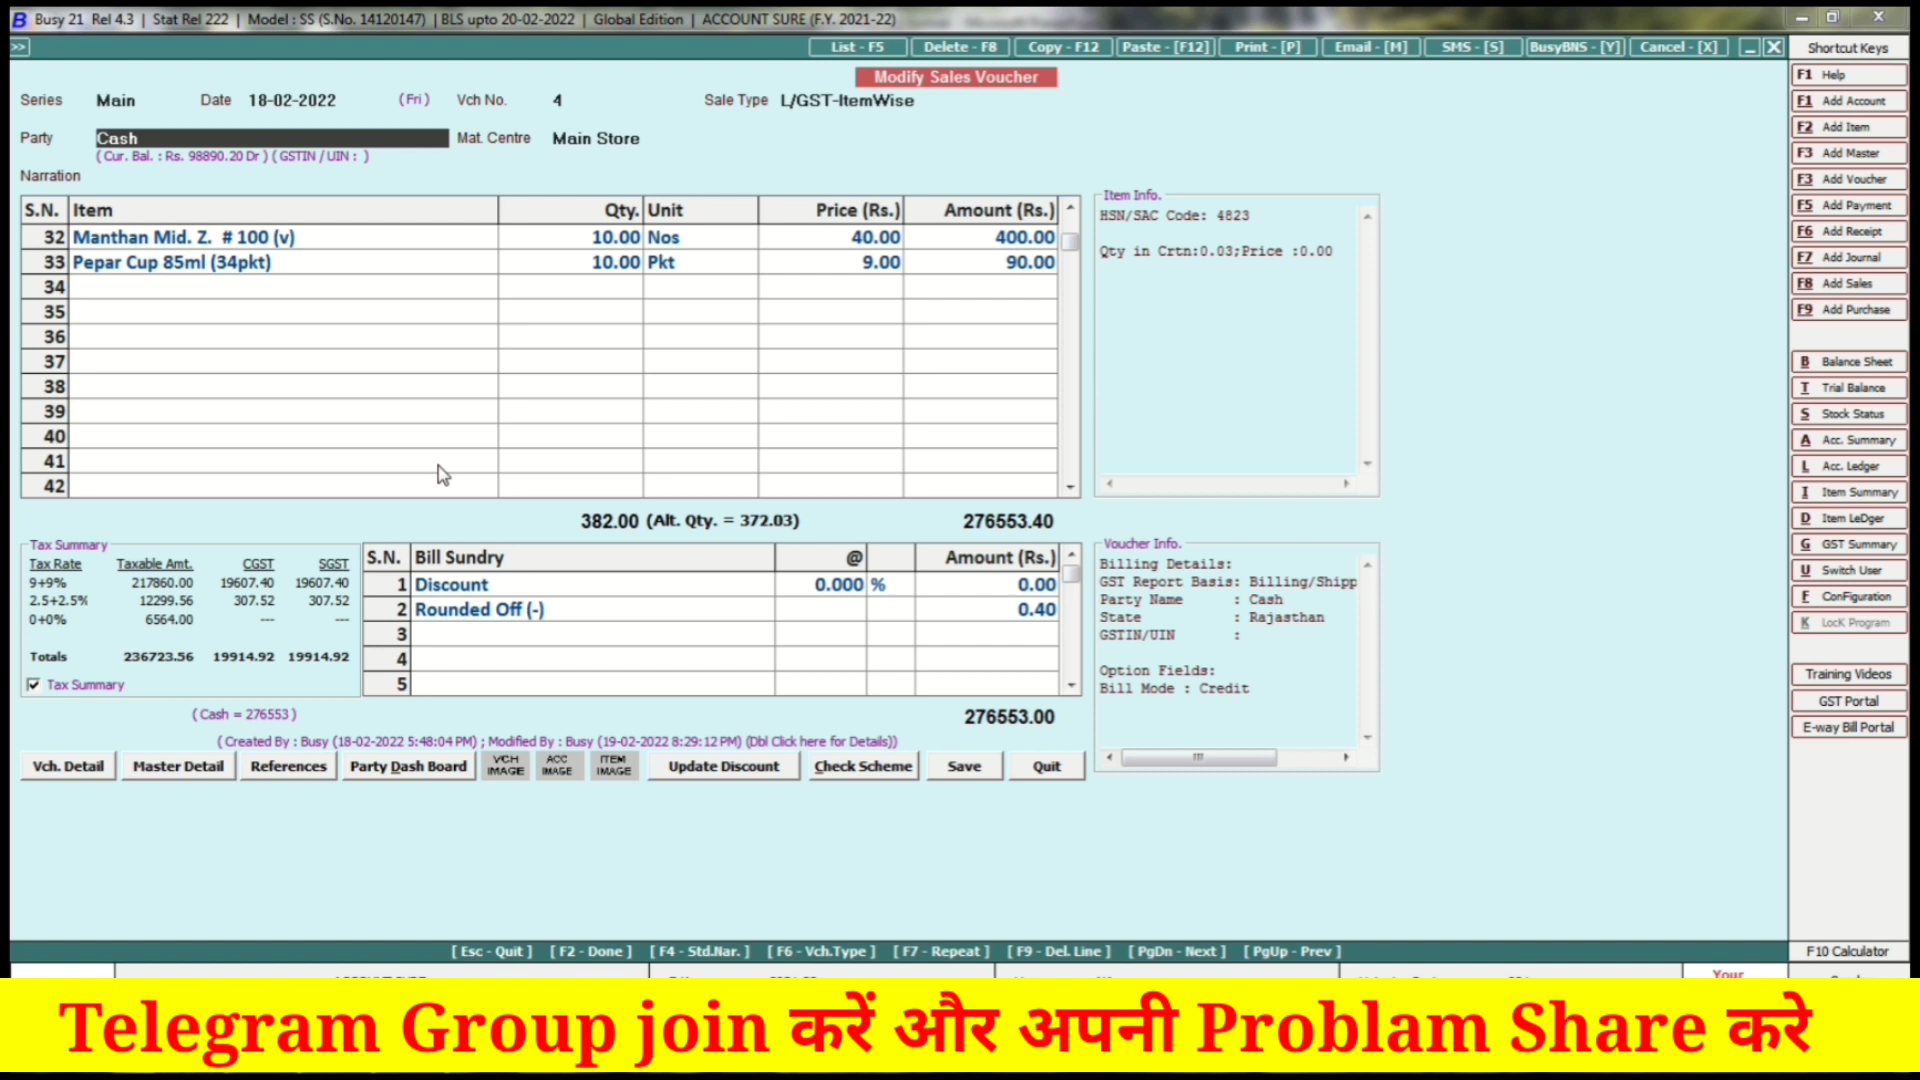 Busy 21 Rel 4.3 | Stat Rel 222 | Model : SS (S.No. 14120147) | BLS upto 20-02-2022 | Global Edition | ACCOUNT SURE (F.Y. 2021-22)
>> List - F5 Delete - F8 Copy - F12 Paste - [F12] Print - [P] Email - [M] SMS - [S] BusyBNS - [Y] Cancel - [X]
Shortcut Keys
Modify Sales Voucher
Series Main Date 18-02-2022 (Fri) Vch No. 4 Sale Type L/GST-ItemWise
Party Cash Mat. Centre Main Store
( Cur. Bal. : Rs. 98890.20 Dr ) ( GSTIN / UIN : )
Narration
S.N. Item Qty. Unit Price (Rs.) Amount (Rs.)
32 Manthan Mid. Z. # 100 (v) 10.00 Nos 40.00 400.00
33 Pepar Cup 85ml (34pkt) 10.00 Pkt 9.00 90.00
34
35
36
37
38
39
40
41
42
382.00 (Alt. Qty. = 372.03) 276553.40
Item Info.
HSN/SAC Code: 4823
Qty in Crtn:0.03;Price :0.00
Tax Summary
Tax Rate Taxable Amt. CGST SGST
9+9% 217860.00 19607.40 19607.40
2.5+2.5% 12299.56 307.52 307.52
0+0% 6564.00 --- ---
Totals 236723.56 19914.92 19914.92
Tax Summary
S.N. Bill Sundry @ Amount (Rs.)
1 Discount 0.000 % 0.00
2 Rounded Off (-) 0.40
3
4
5
( Cash = 276553 ) 276553.00
Voucher Info.
Billing Details:
GST Report Basis: Billing/Shipp
Party Name : Cash
State : Rajasthan
GSTIN/UIN :
Option Fields:
Bill Mode : Credit
( Created By : Busy (18-02-2022 5:48:04 PM) ; Modified By : Busy (19-02-2022 8:29:12 PM) (Dbl Click here for Details))
Vch. Detail Master Detail References Party Dash Board VCH IMAGE ACC IMAGE ITEM IMAGE Update Discount Check Scheme Save Quit
F1 Help
F1 Add Account
F2 Add Item
F3 Add Master
F3 Add Voucher
F5 Add Payment
F6 Add Receipt
F7 Add Journal
F8 Add Sales
F9 Add Purchase
B Balance Sheet
T Trial Balance
S Stock Status
A Acc. Summary
L Acc. Ledger
I Item Summary
D Item LeDger
G GST Summary
U Switch User
F ConFiguration
K LocK Program
Training Videos
GST Portal
E-way Bill Portal
[ Esc - Quit ] [ F2 - Done ] [ F4 - Std.Nar. ] [ F6 - Vch.Type ] [ F7 - Repeat ] [ F9 - Del. Line ] [ PgDn - Next ] [ PgUp - Prev ]
F10 Calculator
Your
Telegram Group join करें और अपनी Problam Share करे